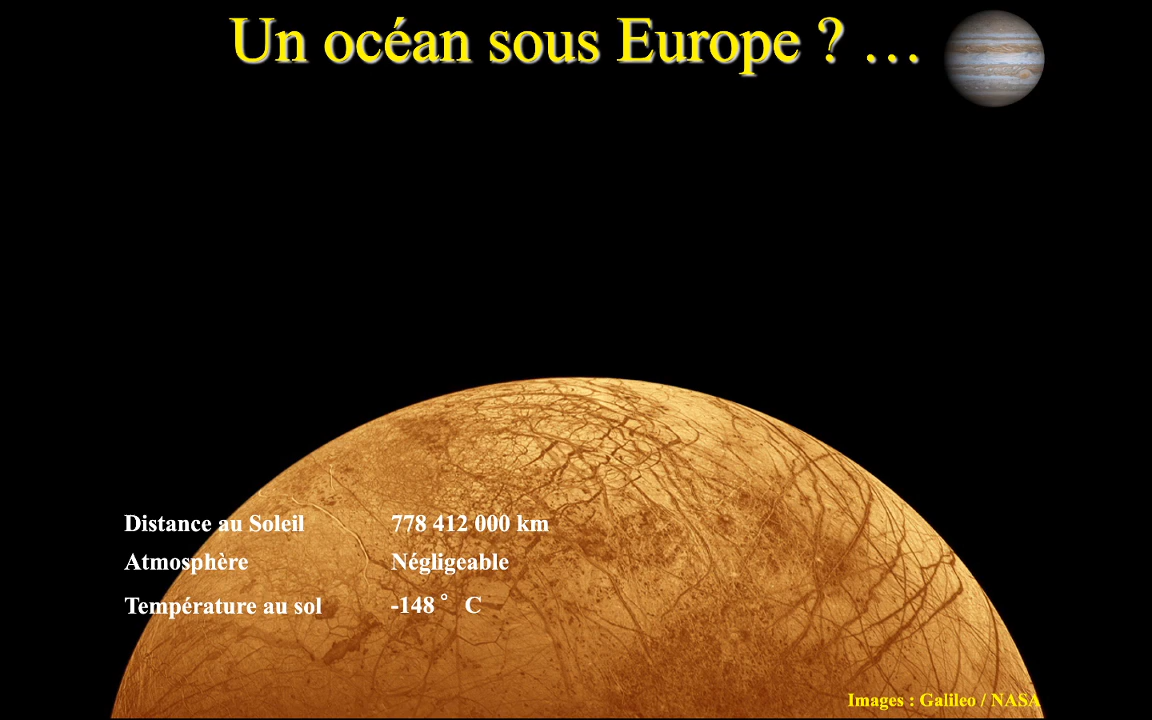 Un océan sous Europe ? …
Distance au Soleil 778 412 000 km
Atmosphère Négligeable
Température au sol -148 ° C
Images : Galileo / NASA